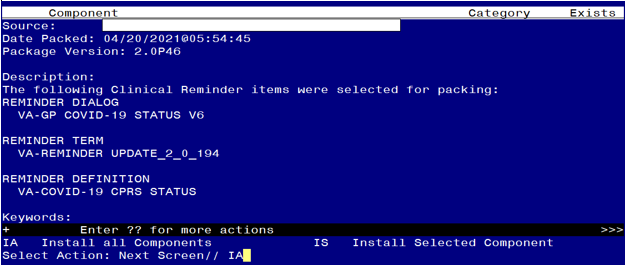 Component Category Exists
Source:
Date Packed: 04/20/2021@05:54:45
Package Version: 2.0P46
Description:
The following Clinical Reminder items were selected for packing:
REMINDER DIALOG
VA-GP COVID-19 STATUS V6
REMINDER TERM
VA-REMINDER UPDATE_2_0_194
REMINDER DEFINITION
VA-COVID-19 CPRS STATUS
Keywords:
+ Enter ?? for more actions >>>
IA Install all Components IS Install Selected Component
Select Action: Next Screen// IA